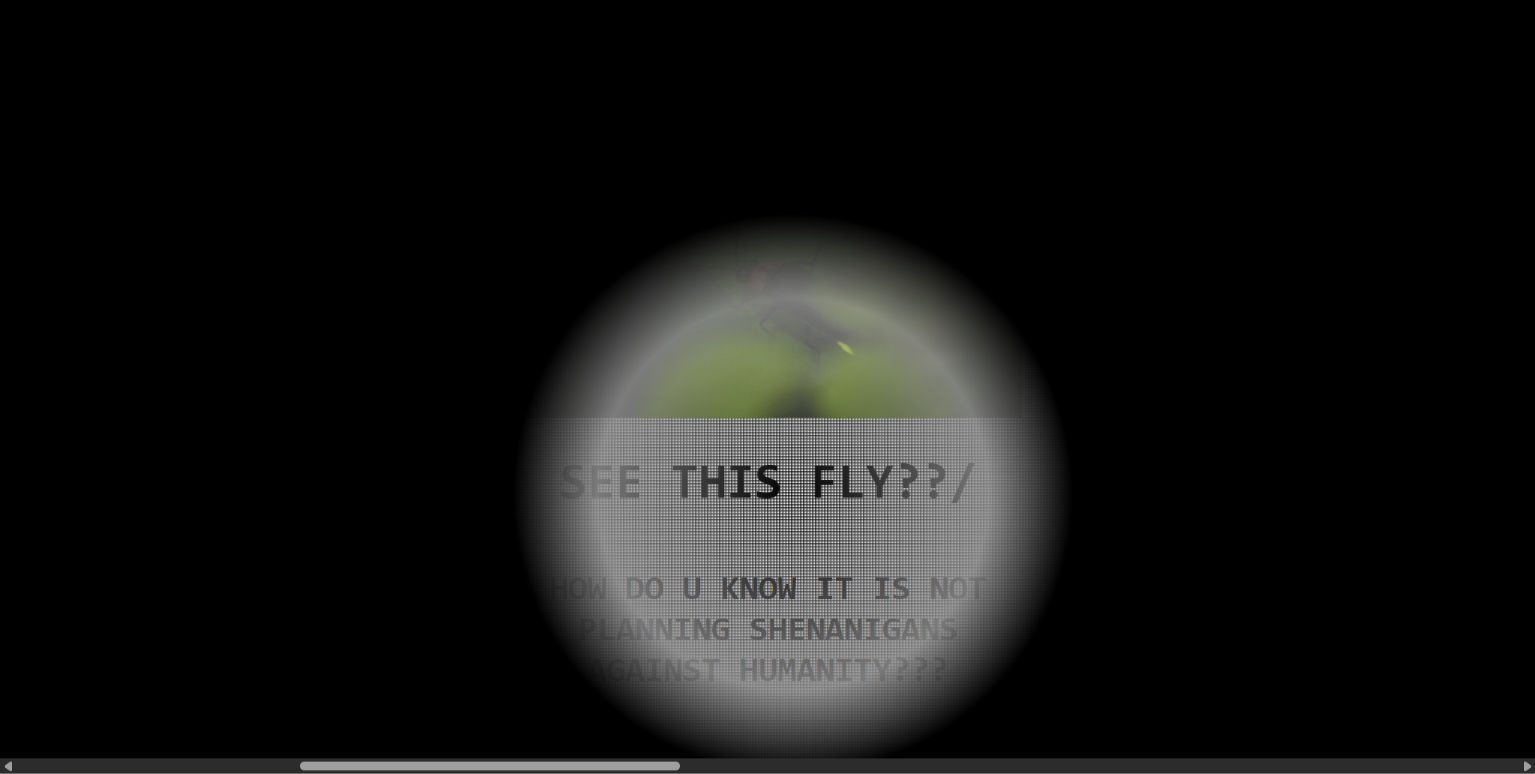 SEE THIS FLY??/
HOW DO U KNOW IT IS NOT
PLANNING SHENANIGANS
AGAINST HUMANITY???